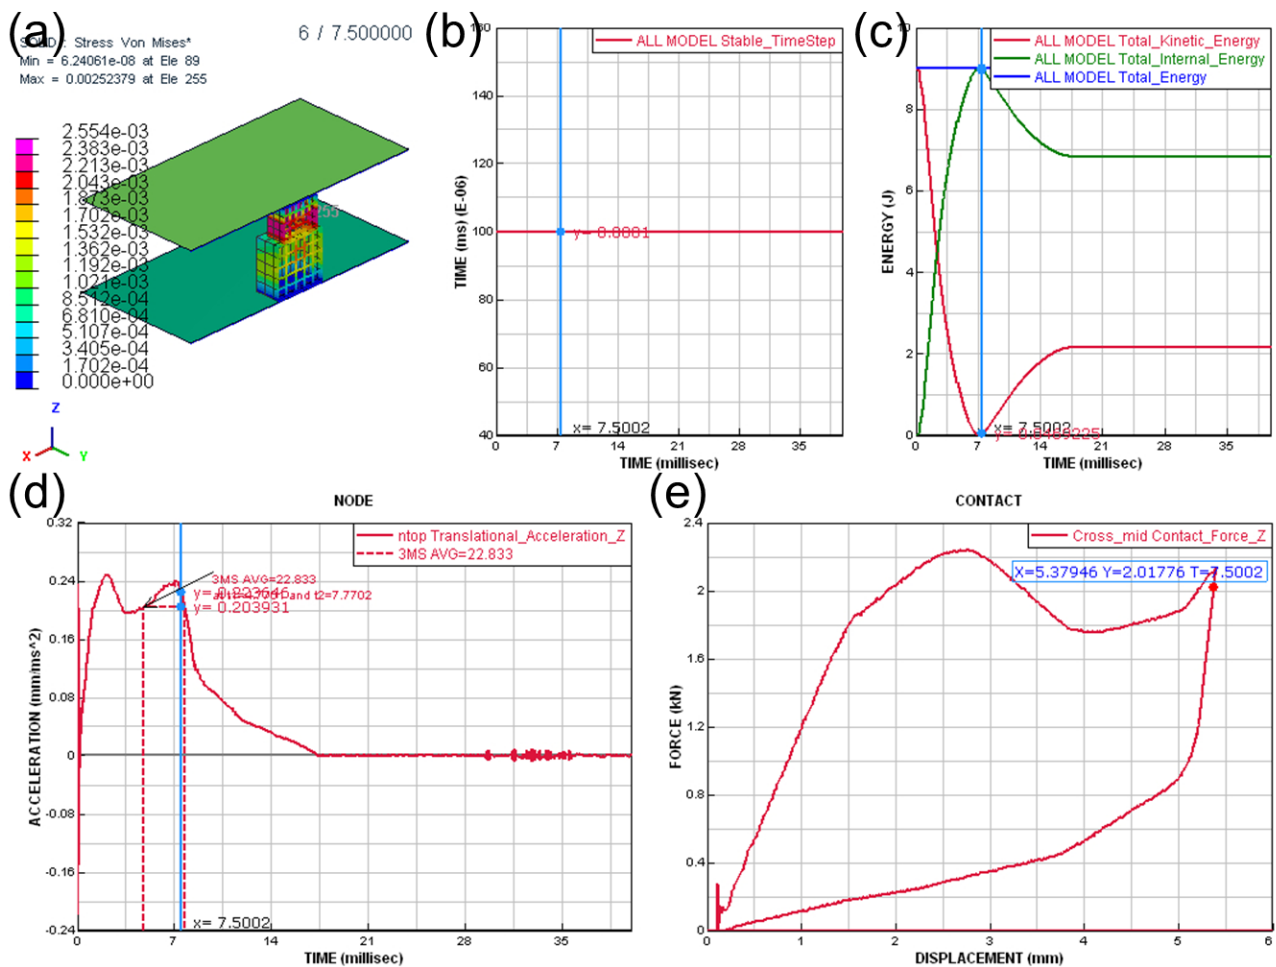 (a)
6 / 7.500000
SOLID: Stress Von Mises*
Min = 6.24061e-08 at Ele 89
Max = 0.00252379 at Ele 255
2.554e-03
2.383e-03
2.213e-03
2.043e-03
1.873e-03
1.702e-03
1.532e-03
1.362e-03
1.192e-03
1.021e-03
8.512e-04
6.810e-04
5.107e-04
3.405e-04
1.702e-04
0.000e+00
255
Z
X
Y
(b)
ALL MODEL Stable_TimeStep
160
140
120
100
80
60
40
TIME (ms) (E-06)
x= 7.5002
0
7
14
21
28
35
TIME (millisec)
(c)
ALL MODEL Total_Kinetic_Energy
ALL MODEL Total_Internal_Energy
ALL MODEL Total_Energy
8
6
4
2
0
ENERGY (J)
x= 7.5002
0
7
14
21
28
35
TIME (millisec)
(d)
NODE
ntop Translational_Acceleration_Z
3MS AVG=22.833
3MS AVG=22.833
and t2=7.7702
y= 0.203931
0.32
0.24
0.16
0.08
0
-0.08
-0.16
-0.24
ACCELERATION (mm/ms^2)
x= 7.5002
0
7
14
21
28
35
TIME (millisec)
(e)
CONTACT
Cross_mid Contact_Force_Z
X=5.37946 Y=2.01776 T=7.5002
2.4
2
1.6
1.2
0.8
0.4
0
FORCE (kN)
0
1
2
3
4
5
6
DISPLACEMENT (mm)